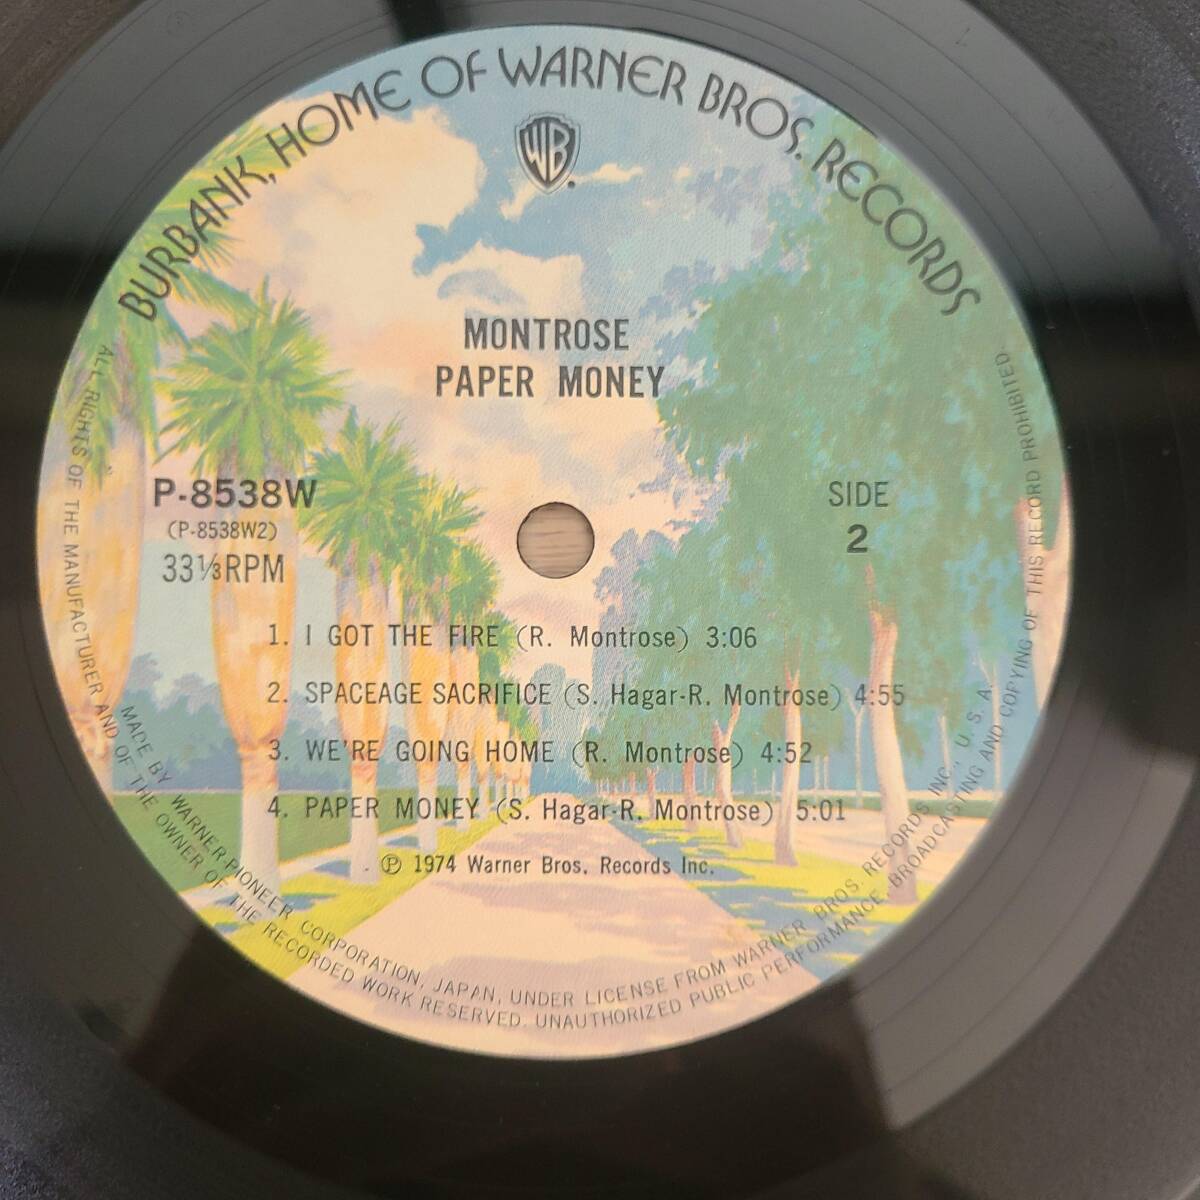 BURBANK, HOME OF WARNER BROS. RECORDS
WB
MONTROSE
PAPER MONEY
P-8538W
(P-8538W2)
33⅓RPM
SIDE
2
1. I GOT THE FIRE (R. Montrose) 3:06
2. SPACEAGE SACRIFICE (S. Hagar-R. Montrose) 4:55
3. WE'RE GOING HOME (R. Montrose) 4:52
4. PAPER MONEY (S. Hagar-R. Montrose) 5:01
℗ 1974 Warner Bros. Records Inc.
MADE BY WARNER-PIONEER CORPORATION, JAPAN, UNDER LICENSE FROM WARNER BROS. RECORDS INC., U. S. A.
ALL RIGHTS OF THE MANUFACTURER AND OF THE OWNER OF THE RECORDED WORK RESERVED. UNAUTHORIZED PUBLIC PERFORMANCE, BROADCASTING AND COPYING OF THIS RECORD PROHIBITED.